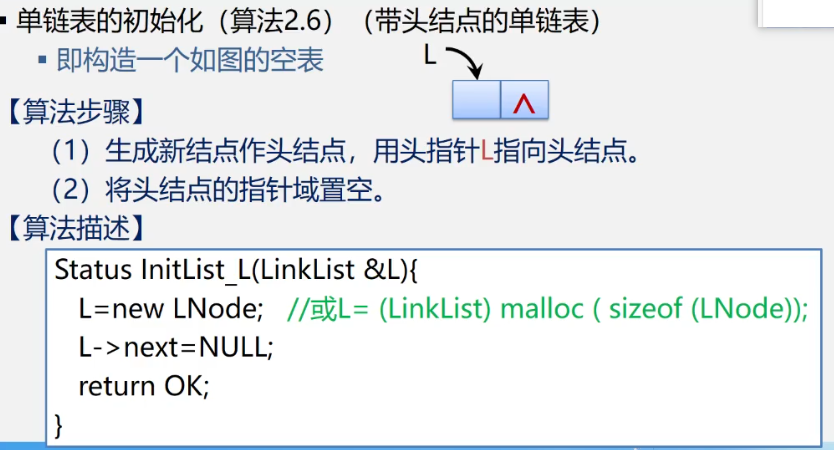 ▪ 单链表的初始化（算法2.6）（带头结点的单链表）
▪ 即构造一个如图的空表
L
∧
【算法步骤】
（1）生成新结点作头结点，用头指针L指向头结点。
（2）将头结点的指针域置空。
【算法描述】
Status InitList_L(LinkList &L){
L=new LNode; //或L= (LinkList) malloc ( sizeof (LNode));
L->next=NULL;
return OK;
}